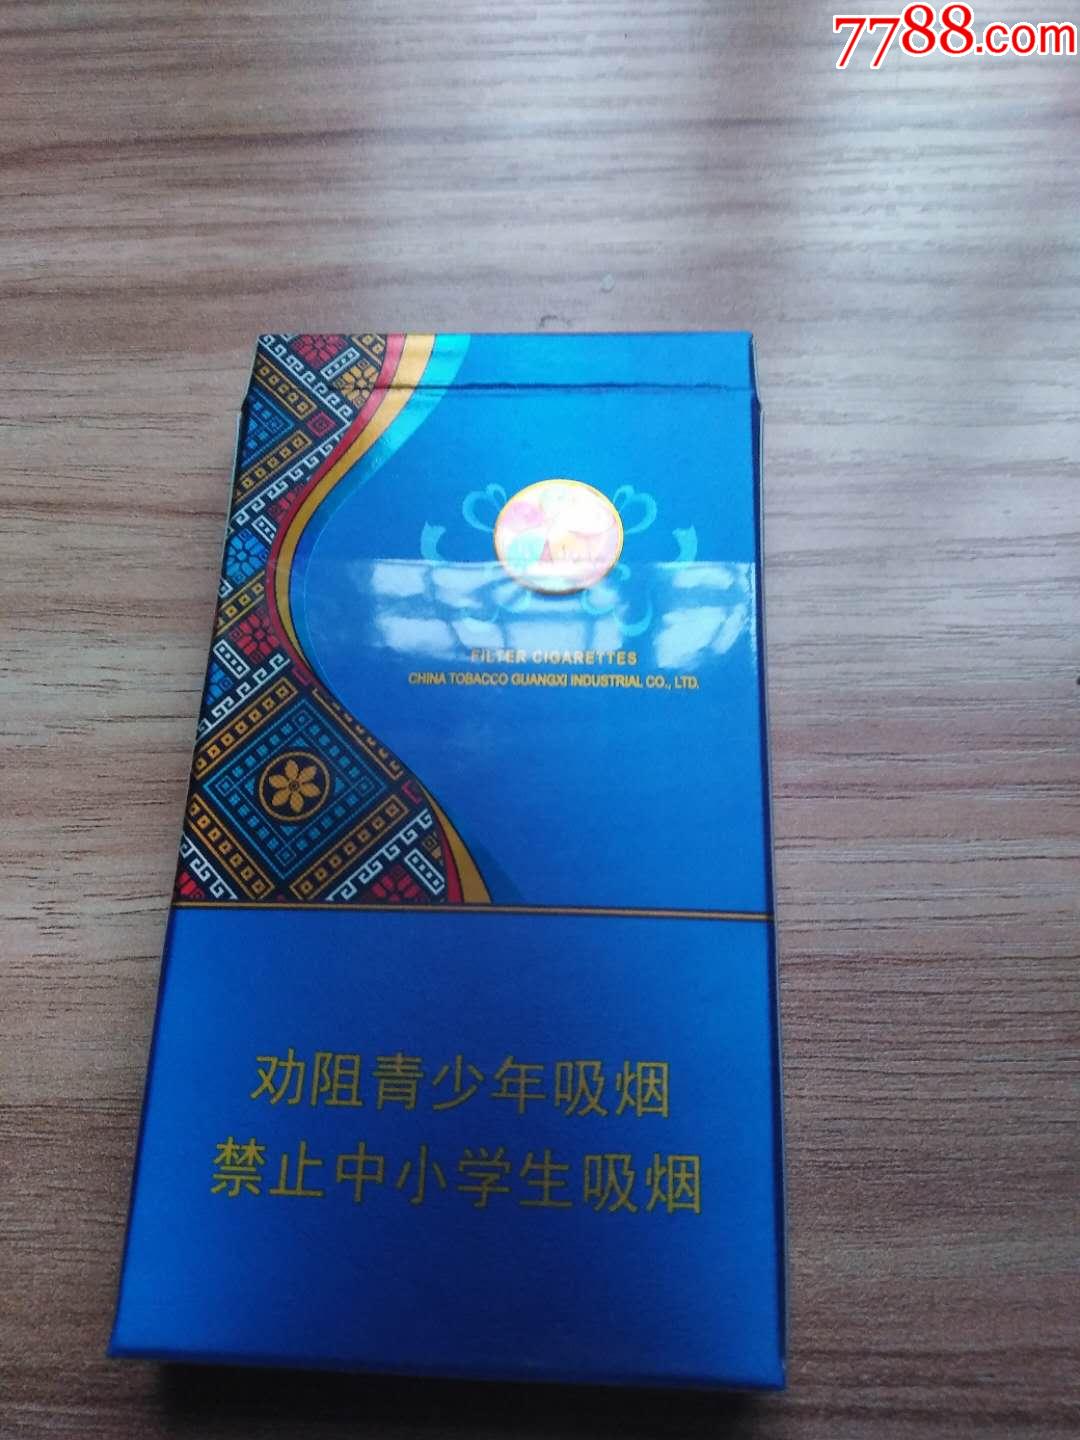 7788.com
FILTER CIGARETTES
CHINA TOBACCO GUANGXI INDUSTRIAL CO., LTD.
劝阻青少年吸烟
禁止中小学生吸烟